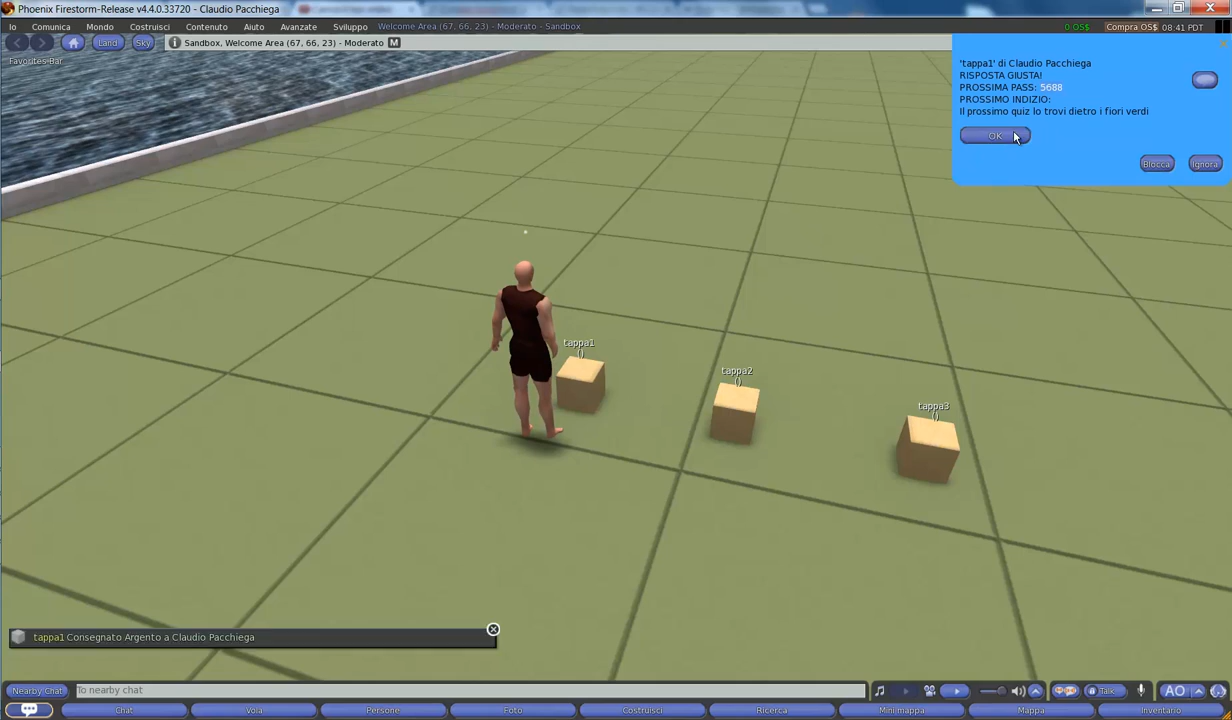 Phoenix Firestorm-Release v4.4.0.33720 - Claudio Pacchiega
Io Comunica Mondo Costruisci Contenuto Aiuto Avanzate Sviluppo Welcome Area (67, 66, 23) - Moderato - Sandbox 0 OS$ Compra OS$ 08:41 PDT
Land Sky Sandbox, Welcome Area (67, 66, 23) - Moderato M
Favorites Bar
'tappa1' di Claudio Pacchiega
RISPOSTA GIUSTA!
PROSSIMA PASS: 5688
PROSSIMO INDIZIO:
Il prossimo quiz lo trovi dietro i fiori verdi
OK
Blocca Ignora
tappa1
()
tappa2
()
tappa3
()
tappa1 Consegnato Argento a Claudio Pacchiega
Nearby Chat To nearby chat Talk AO
Chat Vola Persone Foto Costruisci Ricerca Mini mappa Mappa Inventario